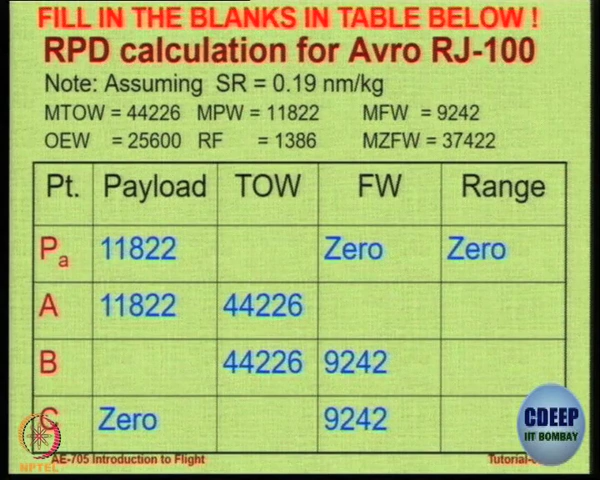 FILL IN THE BLANKS IN TABLE BELOW !
RPD calculation for Avro RJ-100
Note: Assuming SR = 0.19 nm/kg
MTOW = 44226 MPW = 11822 MFW = 9242
OEW = 25600 RF = 1386 MZFW = 37422
Pt. Payload TOW FW Range
Pa 11822 Zero Zero
A 11822 44226
B 44226 9242
C Zero 9242
CDEEP
IIT BOMBAY
NPTEL
AE-705 Introduction to Flight